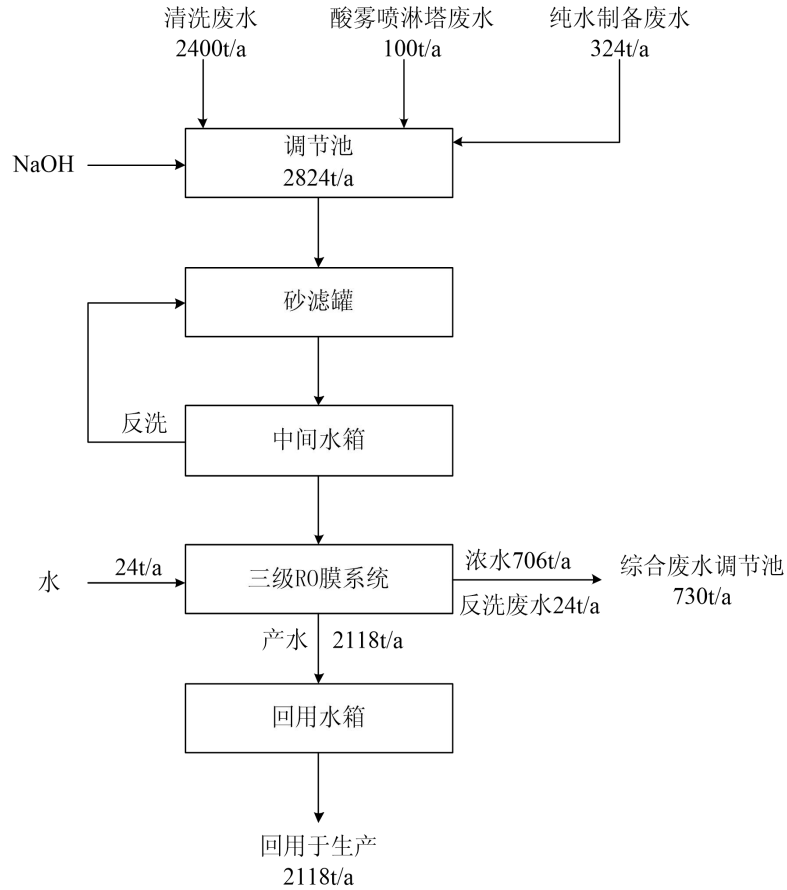 清洗废水
2400t/a
酸雾喷淋塔废水
100t/a
纯水制备废水
324t/a
NaOH
调节池
2824t/a
砂滤罐
反洗
中间水箱
水
24t/a
三级RO膜系统
浓水706t/a
反洗废水24t/a
综合废水调节池
730t/a
产水 2118t/a
回用水箱
回用于生产
2118t/a